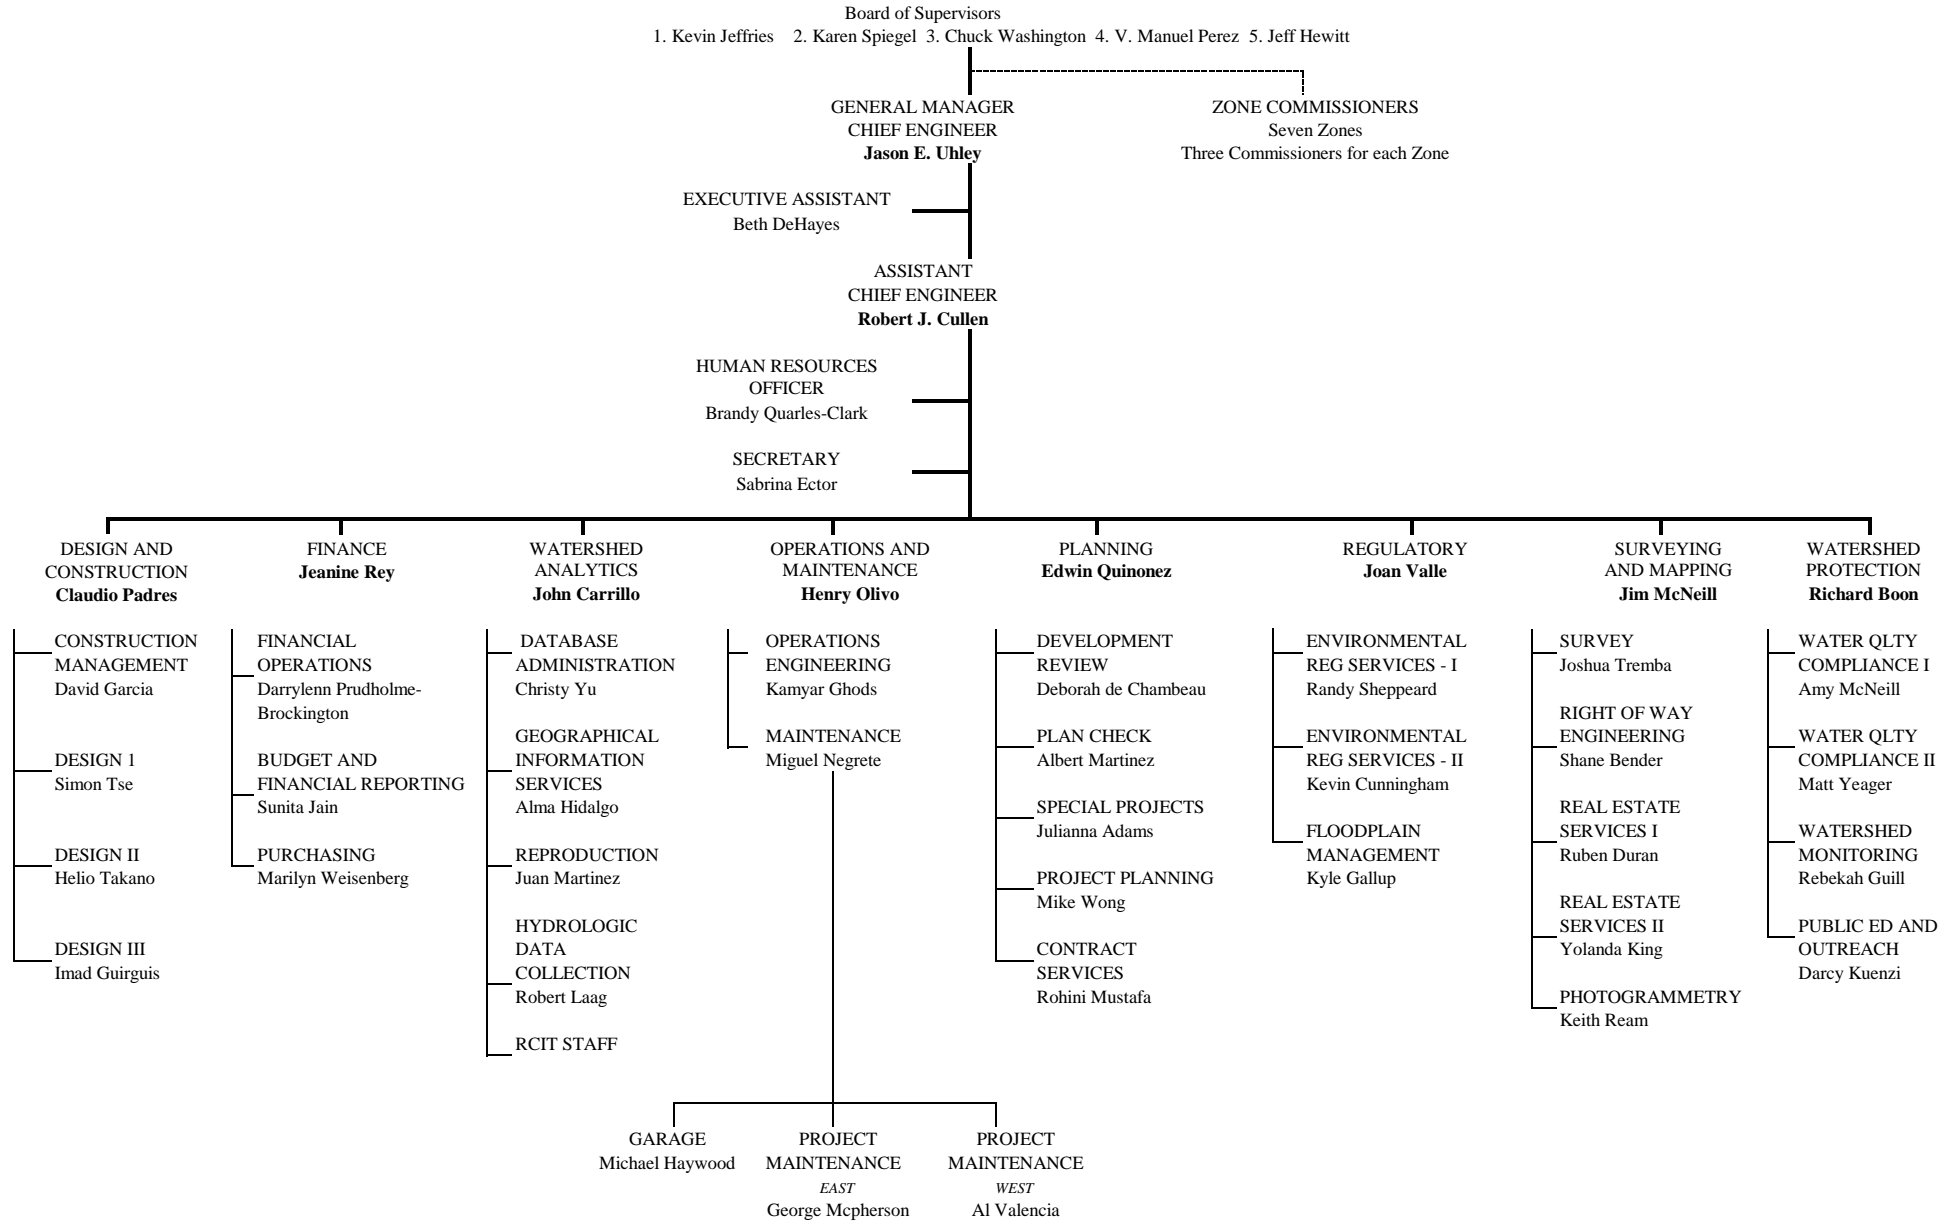 Board of Supervisors
1. Kevin Jeffries 2. Karen Spiegel 3. Chuck Washington 4. V. Manuel Perez 5. Jeff Hewitt
GENERAL MANAGER
CHIEF ENGINEER
Jason E. Uhley
ZONE COMMISSIONERS
Seven Zones
Three Commissioners for each Zone
EXECUTIVE ASSISTANT
Beth DeHayes
ASSISTANT
CHIEF ENGINEER
Robert J. Cullen
HUMAN RESOURCES
OFFICER
Brandy Quarles-Clark
SECRETARY
Sabrina Ector
DESIGN AND
CONSTRUCTION
Claudio Padres
CONSTRUCTION
MANAGEMENT
David Garcia
DESIGN 1
Simon Tse
DESIGN II
Helio Takano
DESIGN III
Imad Guirguis
FINANCE
Jeanine Rey
FINANCIAL
OPERATIONS
Darrylenn Prudholme-
Brockington
BUDGET AND
FINANCIAL REPORTING
Sunita Jain
PURCHASING
Marilyn Weisenberg
WATERSHED
ANALYTICS
John Carrillo
DATABASE
ADMINISTRATION
Christy Yu
GEOGRAPHICAL
INFORMATION
SERVICES
Alma Hidalgo
REPRODUCTION
Juan Martinez
HYDROLOGIC
DATA
COLLECTION
Robert Laag
RCIT STAFF
OPERATIONS AND
MAINTENANCE
Henry Olivo
OPERATIONS
ENGINEERING
Kamyar Ghods
MAINTENANCE
Miguel Negrete
GARAGE
Michael Haywood
PROJECT
MAINTENANCE
EAST
George Mcpherson
PROJECT
MAINTENANCE
WEST
Al Valencia
PLANNING
Edwin Quinonez
DEVELOPMENT
REVIEW
Deborah de Chambeau
PLAN CHECK
Albert Martinez
SPECIAL PROJECTS
Julianna Adams
PROJECT PLANNING
Mike Wong
CONTRACT
SERVICES
Rohini Mustafa
REGULATORY
Joan Valle
ENVIRONMENTAL
REG SERVICES - I
Randy Sheppeard
ENVIRONMENTAL
REG SERVICES - II
Kevin Cunningham
FLOODPLAIN
MANAGEMENT
Kyle Gallup
SURVEYING
AND MAPPING
Jim McNeill
SURVEY
Joshua Tremba
RIGHT OF WAY
ENGINEERING
Shane Bender
REAL ESTATE
SERVICES I
Ruben Duran
REAL ESTATE
SERVICES II
Yolanda King
PHOTOGRAMMETRY
Keith Ream
WATERSHED
PROTECTION
Richard Boon
WATER QLTY
COMPLIANCE I
Amy McNeill
WATER QLTY
COMPLIANCE II
Matt Yeager
WATERSHED
MONITORING
Rebekah Guill
PUBLIC ED AND
OUTREACH
Darcy Kuenzi